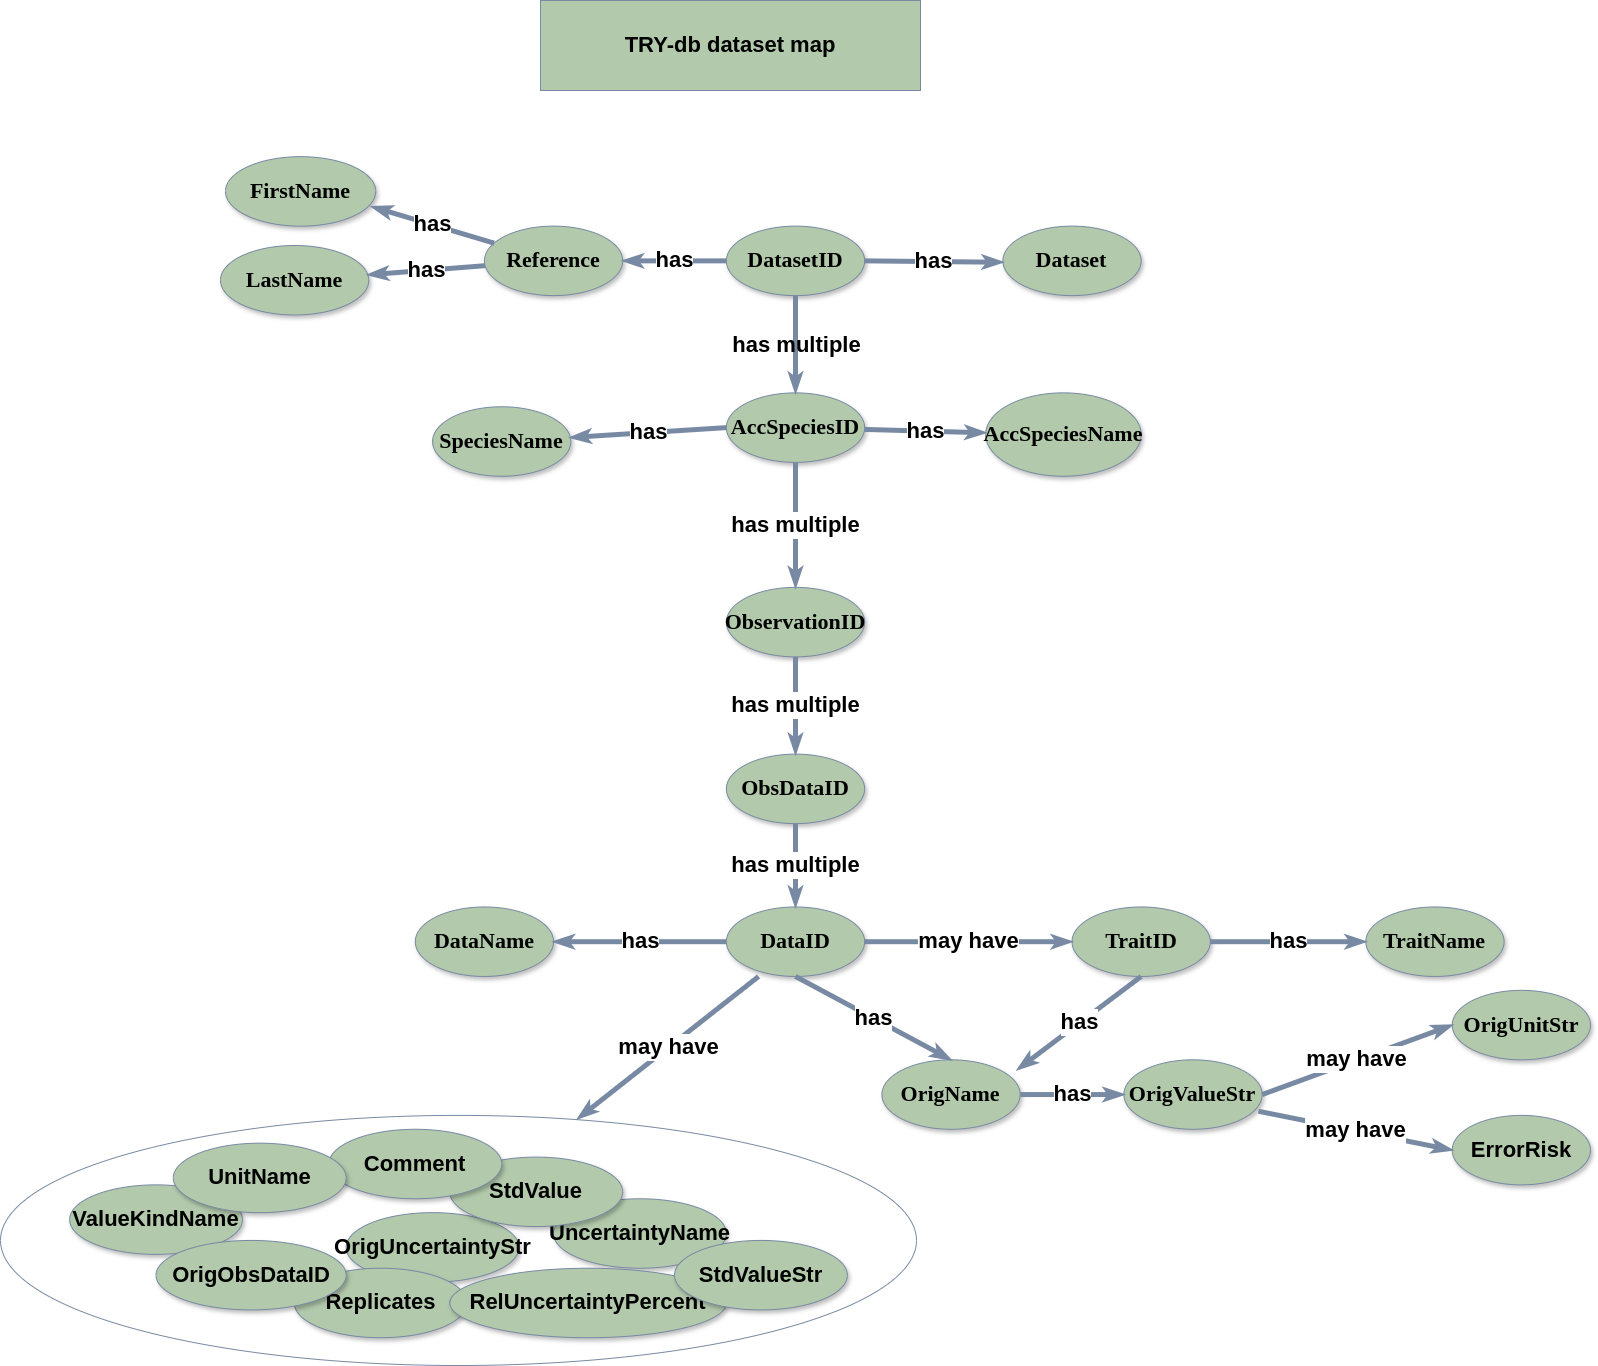 TRY-db dataset map
FirstName
has
LastName
has
Reference
has
DatasetID
has
Dataset
has multiple
SpeciesName
has
AccSpeciesID
has
AccSpeciesName
has multiple
ObservationID
has multiple
ObsDataID
has multiple
DataName
has
DataID
may have
TraitID
has
TraitName
has
has
may have
OrigName
has
OrigValueStr
may have
OrigUnitStr
may have
ErrorRisk
UnitName
Comment
StdValue
ValueKindName
OrigUncertaintyStr
UncertaintyName
OrigObsDataID
StdValueStr
Replicates
RelUncertaintyPercent